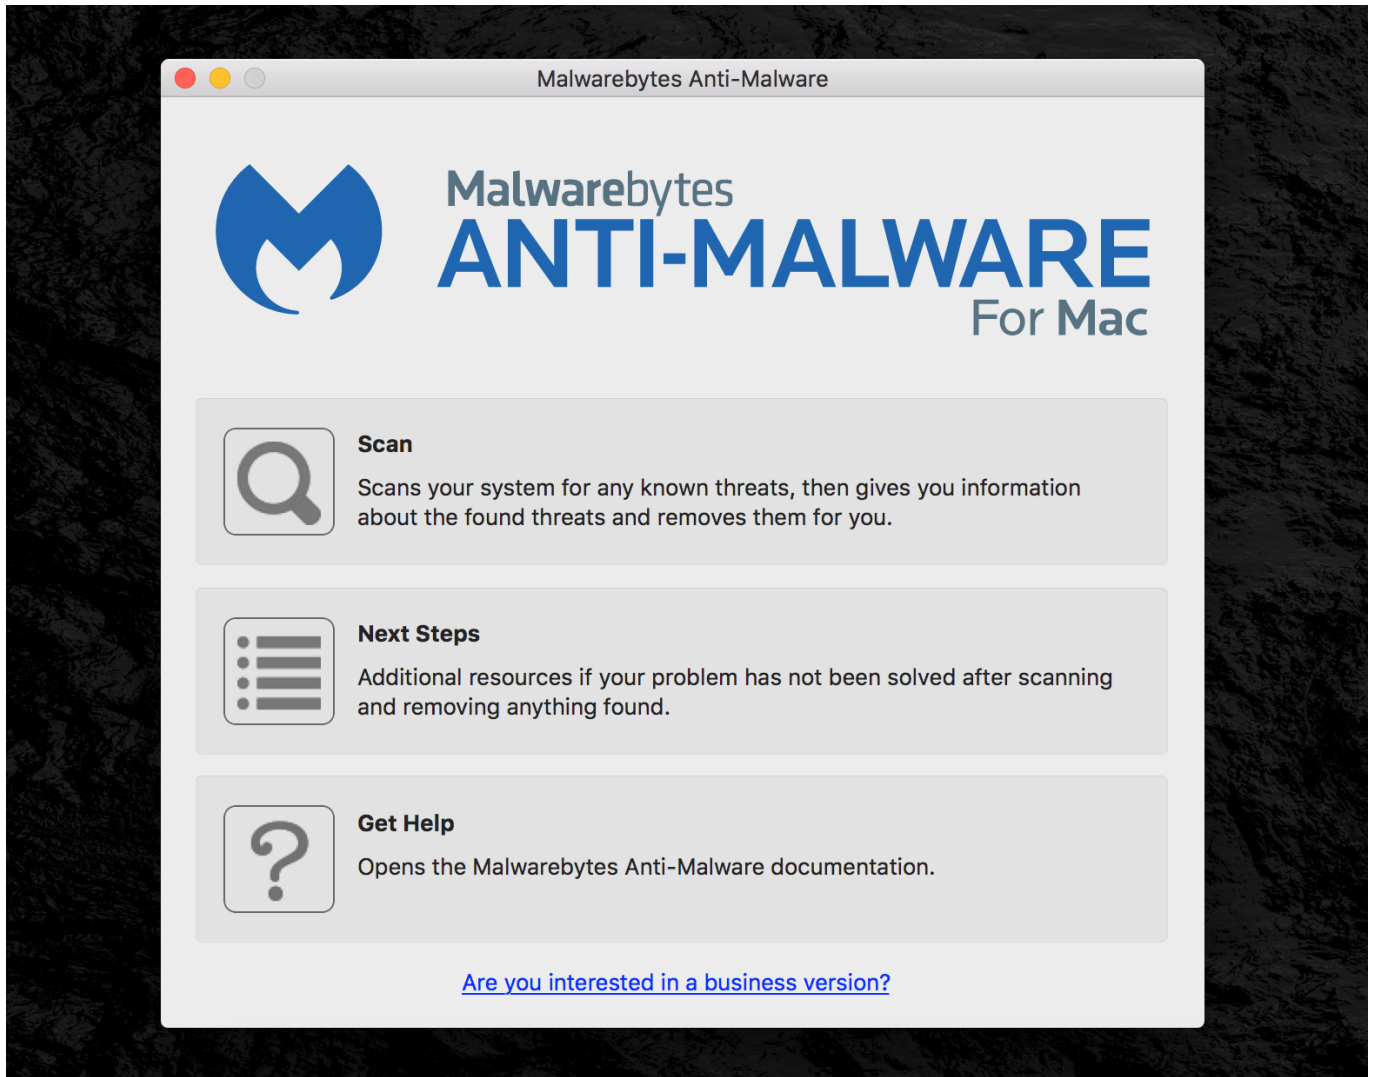 Malwarebytes Anti-Malware
Malwarebytes
ANTI-MALWARE
For Mac
Scan
Scans your system for any known threats, then gives you information
about the found threats and removes them for you.
Next Steps
Additional resources if your problem has not been solved after scanning
and removing anything found.
Get Help
Opens the Malwarebytes Anti-Malware documentation.
Are you interested in a business version?